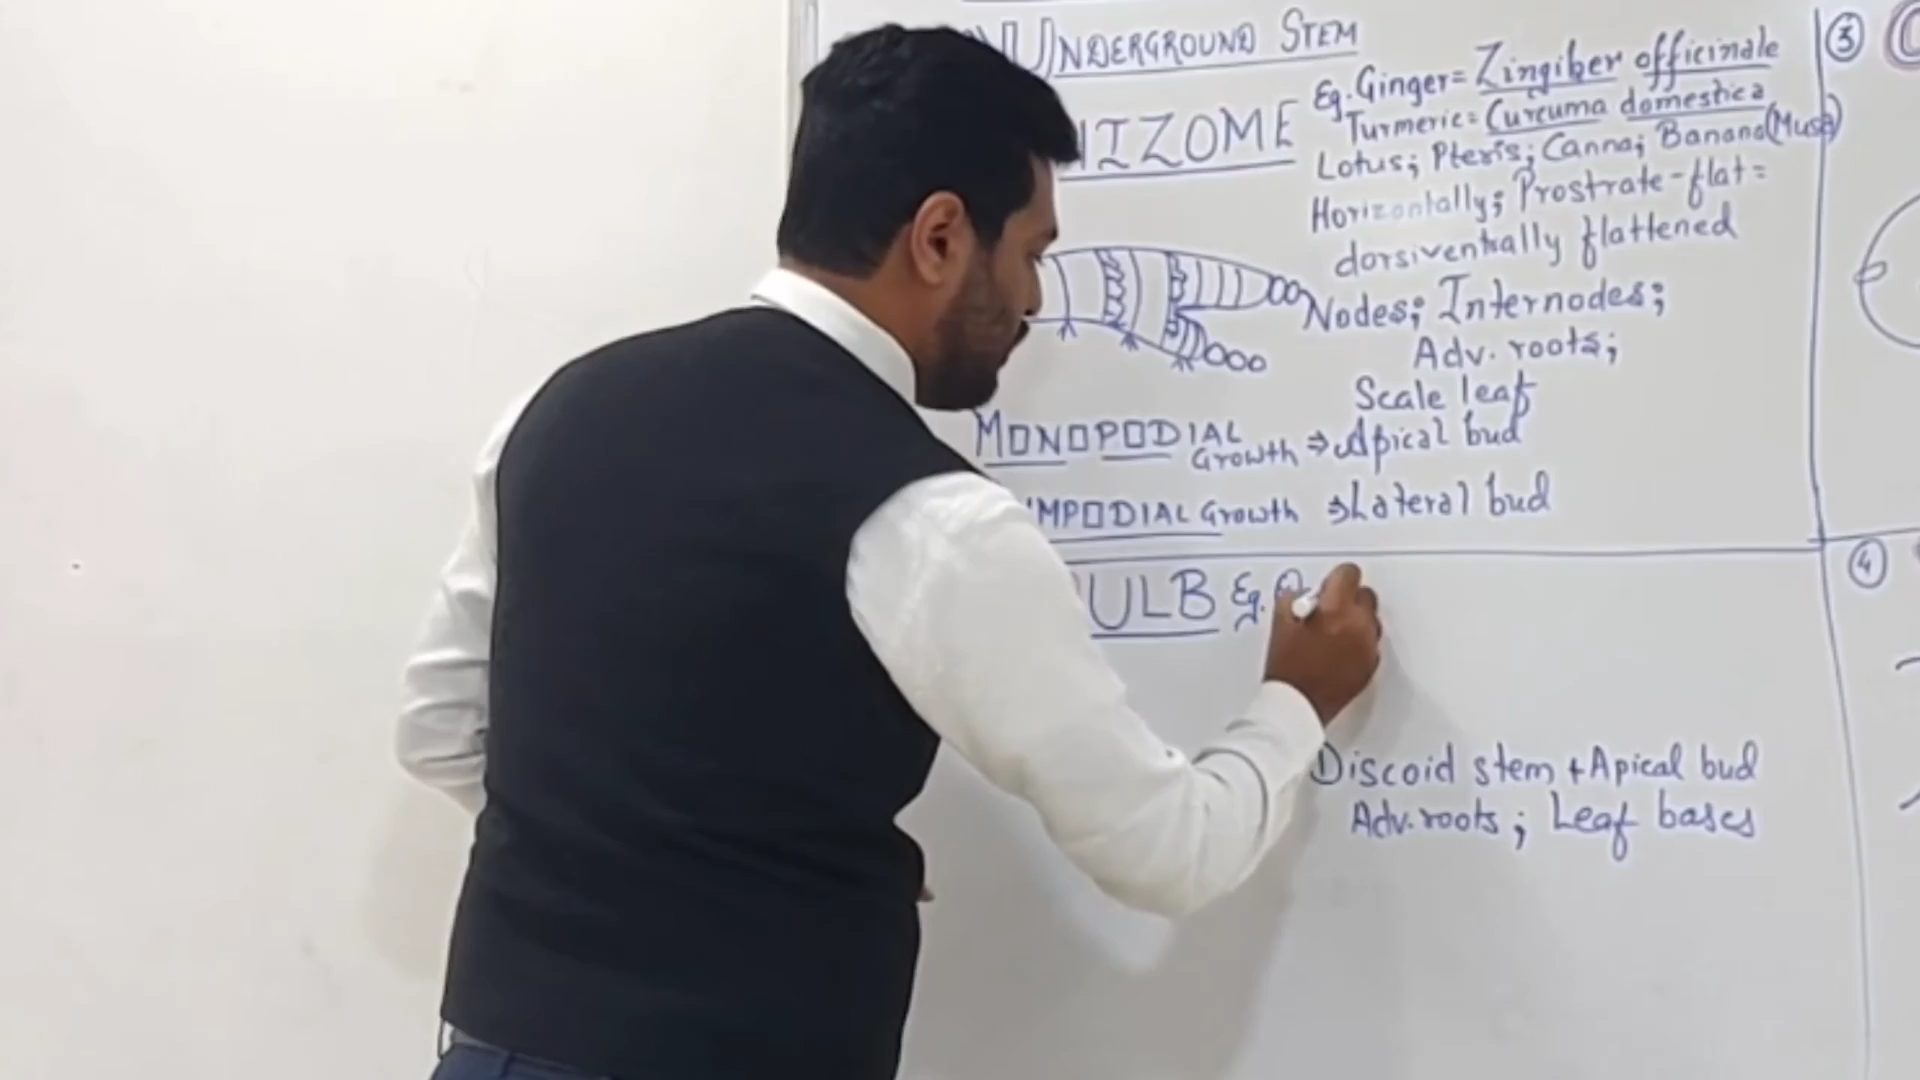 UNDERGROUND STEM
Eg. Ginger = Zingiber officinale
Turmeric = Curcuma domestica
IZOME
Lotus; Pteris; Canna; Banana (Musa)
Horizontally; Prostrate-flat =
dorsiventrally flattened
Nodes; Internodes;
Adv. roots;
Scale leaf
MONOPODIAL Growth ⇒ Apical bud
MPODIAL Growth ⇒ Lateral bud
ULB Eg.
Discoid stem + Apical bud
Adv. roots; Leaf bases
3
4